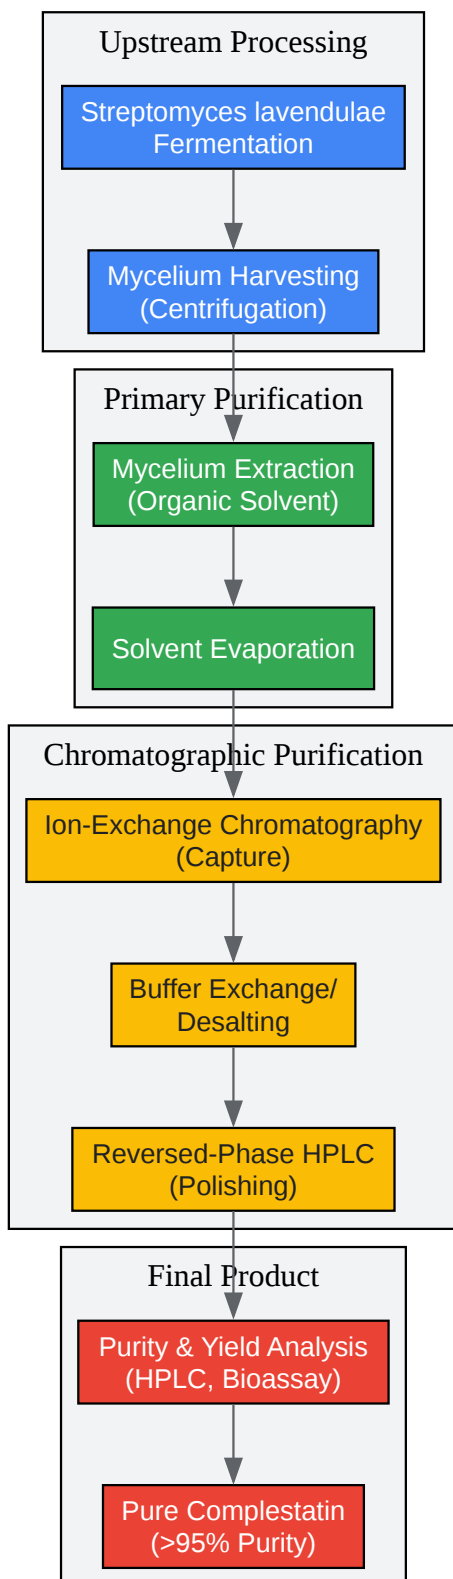 Upstream Processing
Streptomyces lavendulae
Fermentation
Mycelium Harvesting
(Centrifugation)
Primary Purification
Mycelium Extraction
(Organic Solvent)
Solvent Evaporation
Chromatographic Purification
Ion-Exchange Chromatography
(Capture)
Buffer Exchange/
Desalting
Reversed-Phase HPLC
(Polishing)
Final Product
Purity & Yield Analysis
(HPLC, Bioassay)
Pure Complestatin
(>95% Purity)